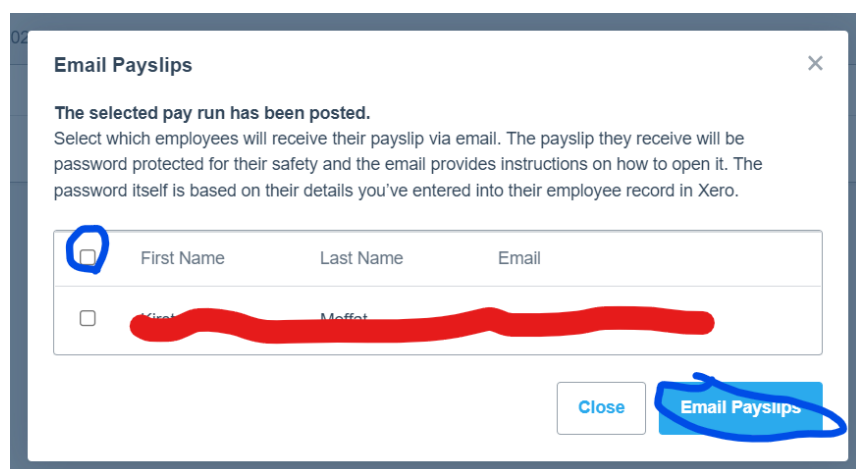 02
Email Payslips
The selected pay run has been posted.
Select which employees will receive their payslip via email. The payslip they receive will be
password protected for their safety and the email provides instructions on how to open it. The
password itself is based on their details you've entered into their employee record in Xero.
First Name Last Name Email
Close Email Payslips